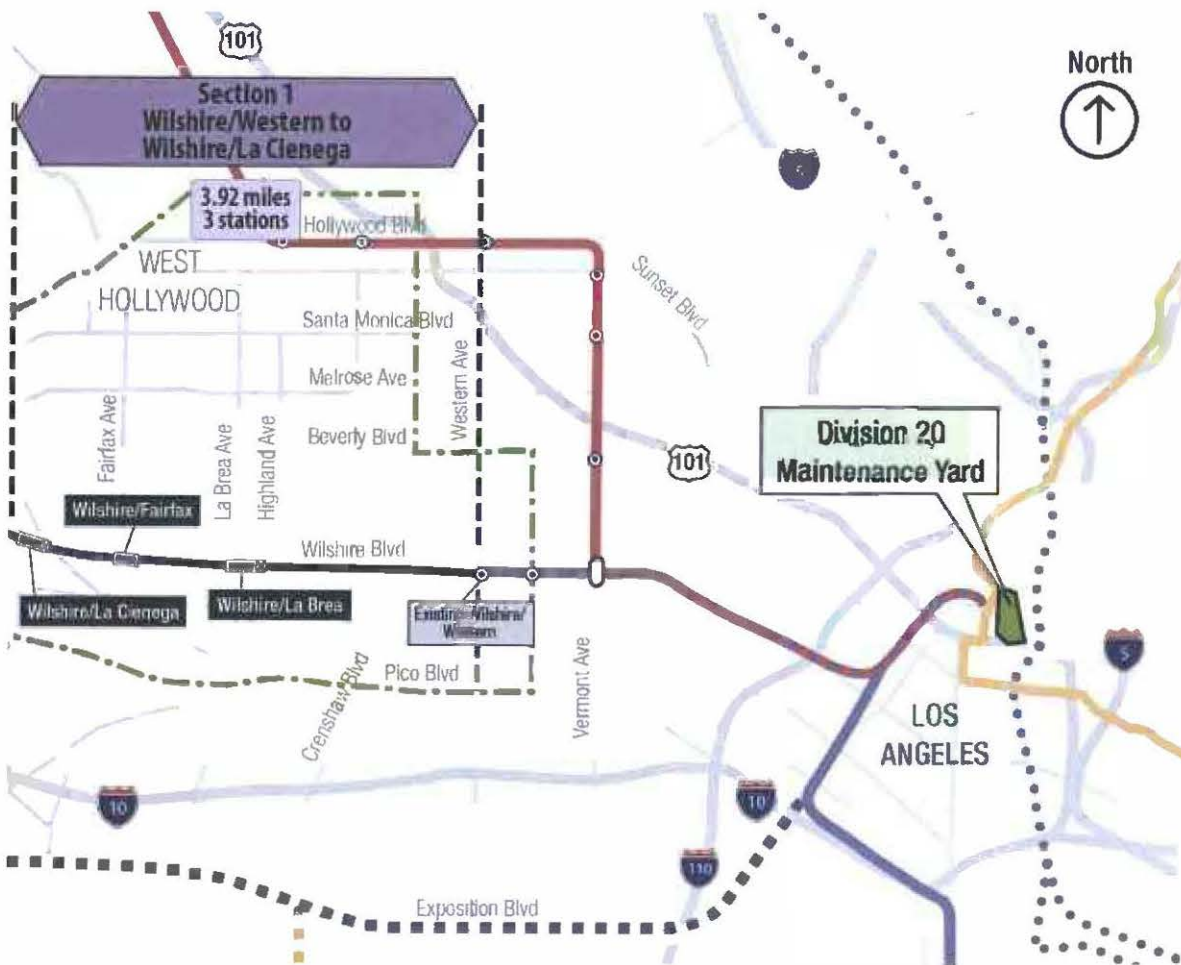 101
North
Section 1
Wilshire/Western to
Wilshire/La Cienega
3.92 miles
3 stations
Hollywood Blvd
WEST
HOLLYWOOD
Sunset Blvd
Santa Monica Blvd
Melrose Ave
Western Ave
Beverly Blvd
Fairfax Ave
La Brea Ave
Highland Ave
101
Division 20
Maintenance Yard
Wilshire/Fairfax
Wilshire Blvd
Wilshire/La Cienega
Wilshire/La Brea
Existing Wilshire/
Western
Pico Blvd
Crenshaw Blvd
Vermont Ave
5
LOS
ANGELES
10
10
110
Exposition Blvd